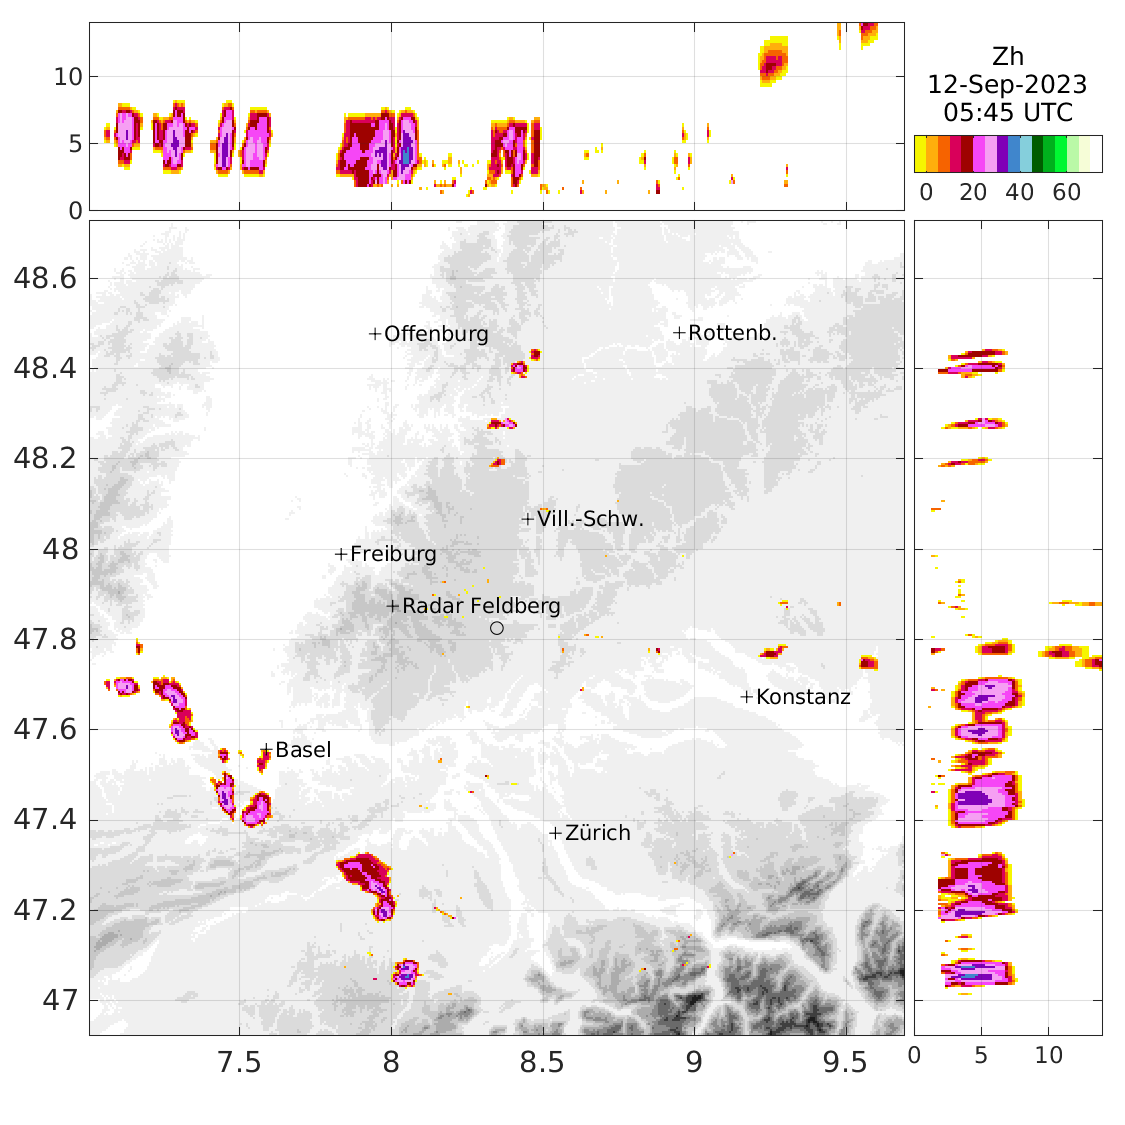 10
5
0
Zh
12-Sep-2023
05:45 UTC
0 20 40 60
48.6
48.4
48.2
48
47.8
47.6
47.4
47.2
47
Offenburg
Rottenb.
Vill.-Schw.
Freiburg
Radar Feldberg
Konstanz
Basel
Zürich
7.5 8 8.5 9 9.5
0 5 10